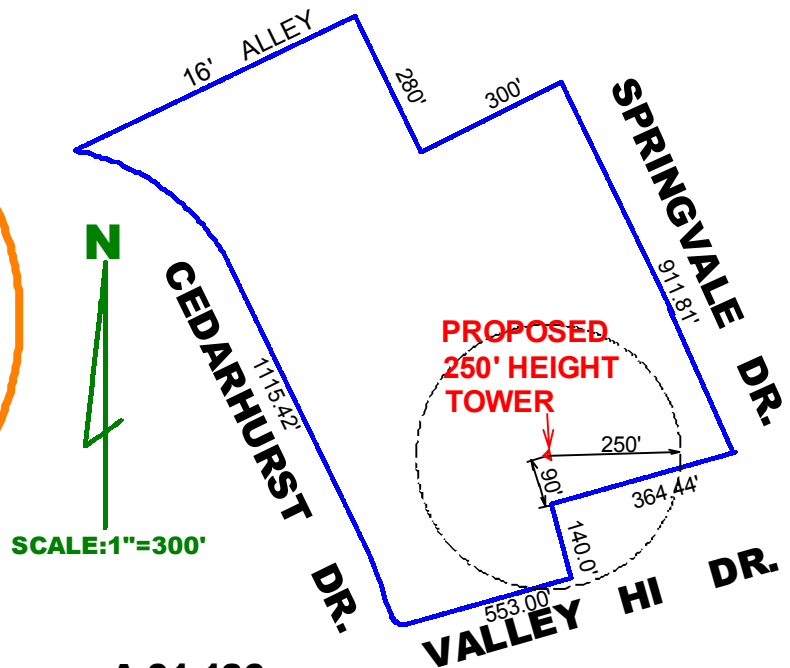 16' ALLEY
280'
300'
SPRINGVALE DR.
911.81'
N
CEDARHURST DR.
1115.42'
PROPOSED
250' HEIGHT
TOWER
250'
90'
364.44'
140.0'
553.00'
VALLEY HI DR.
SCALE:1"=300'